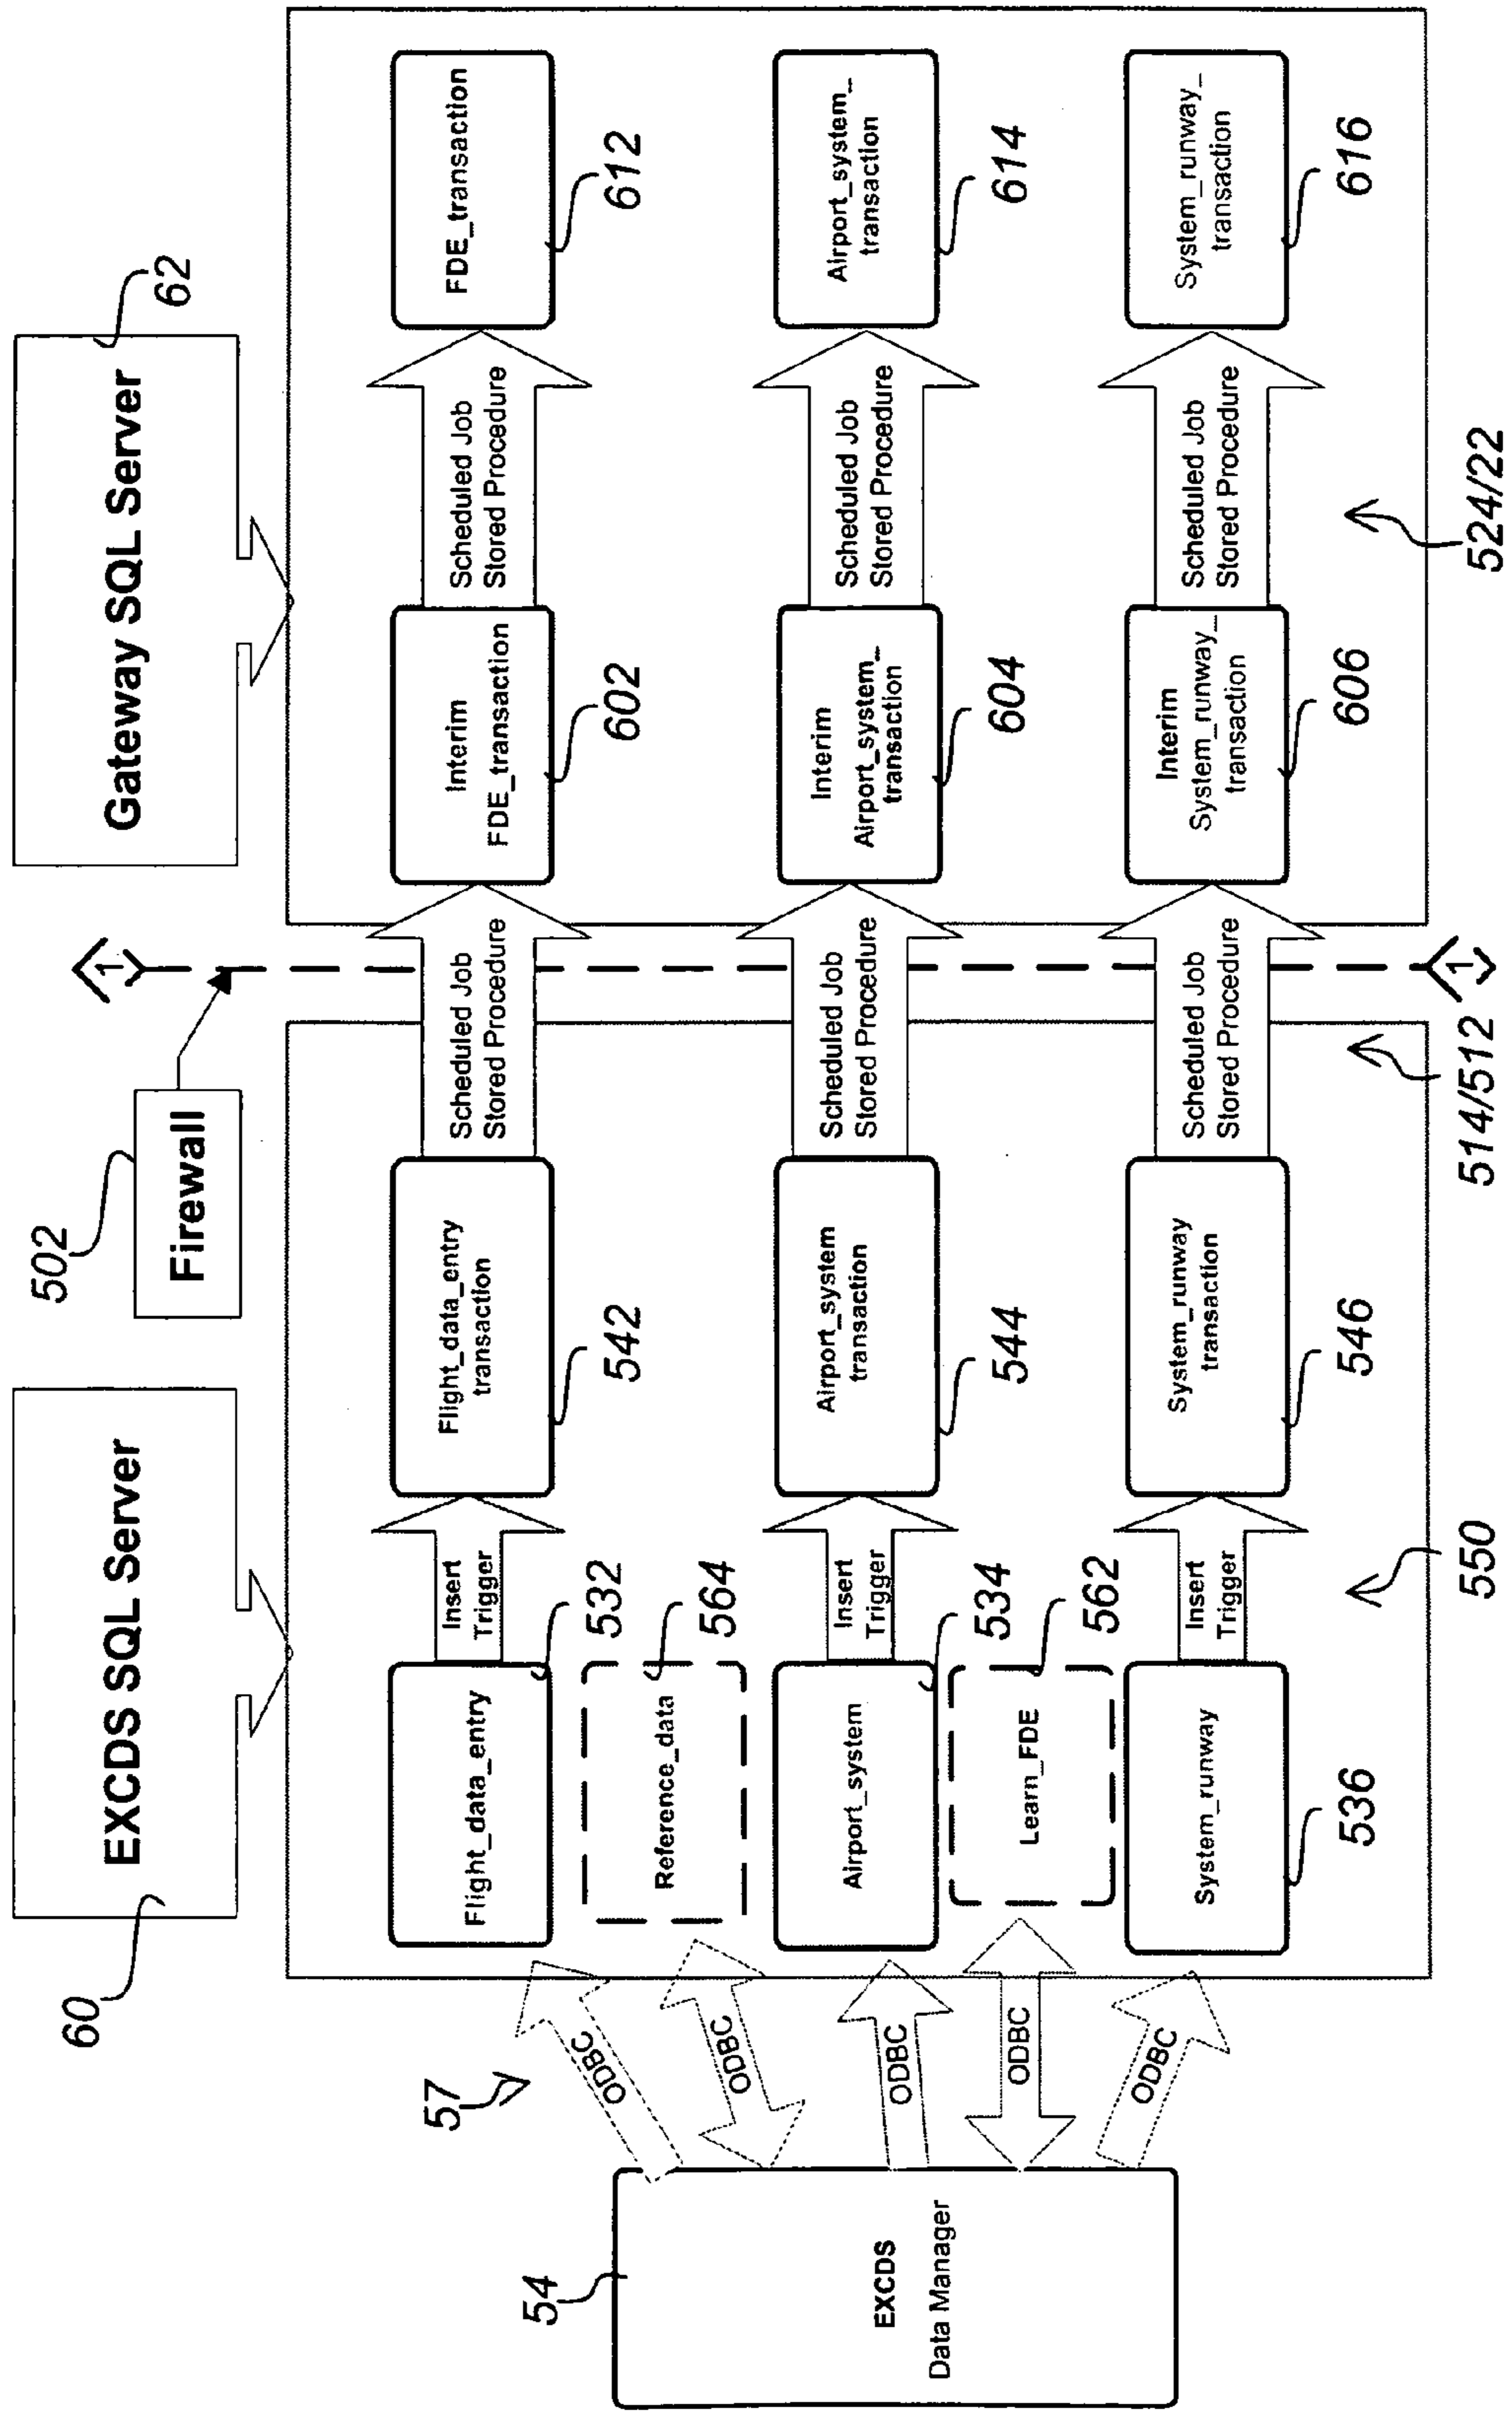 EXCDS SQL Server
60
Firewall
502
Gateway SQL Server
62
1
54
EXCDS
Data Manager
57
ODBC
ODBC
ODBC
ODBC
ODBC
Flight_data_entry
532
Insert
Trigger
Flight_data_entry
transaction
542
Scheduled Job
Stored Procedure
Interim
FDE_transaction
602
Scheduled Job
Stored Procedure
FDE_transaction
612
Reference_data
564
Airport_system
534
Insert
Trigger
Airport_system
transaction
544
Scheduled Job
Stored Procedure
Interim
Airport_system_
transaction
604
Scheduled Job
Stored Procedure
Airport_system_
transaction
614
Learn_FDE
562
System_runway
536
Insert
Trigger
System_runway
transaction
546
Scheduled Job
Stored Procedure
Interim
System_runway_
transaction
606
Scheduled Job
Stored Procedure
System_runway_
transaction
616
550
514/512
1
524/22